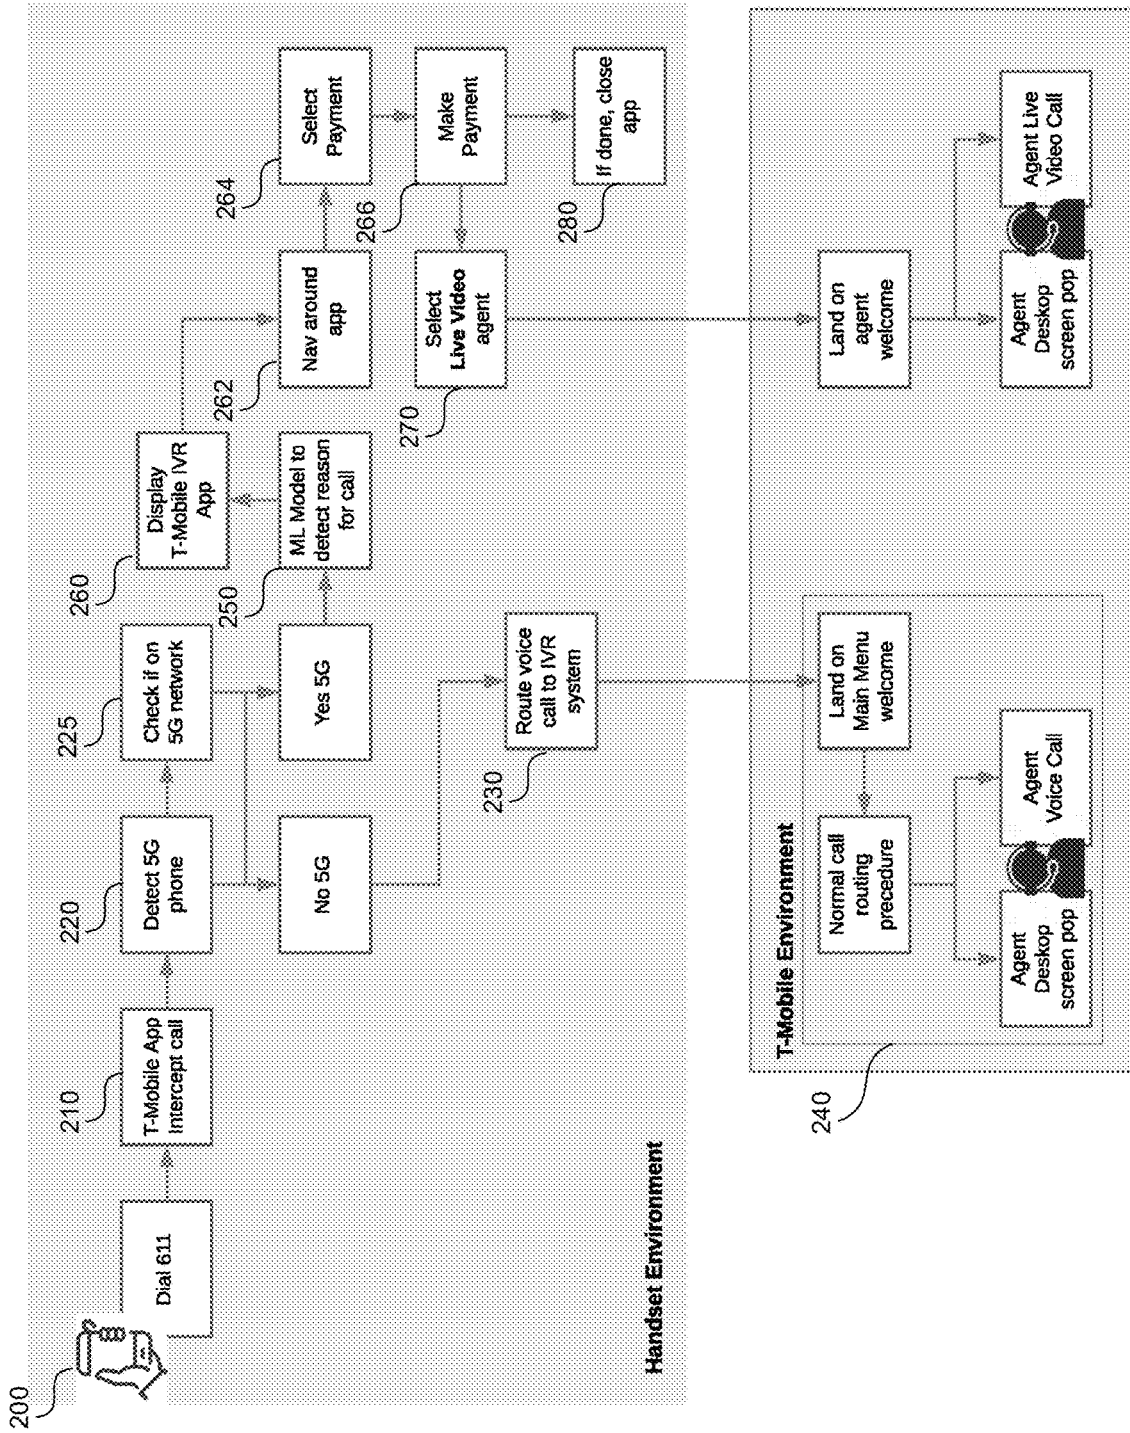 200
Dial 611
210
T-Mobile App
Intercept call
220
Detect 5G
phone
225
Check if on
5G network
No 5G
Yes 5G
230
Route voice
call to IVR
system
250
ML Model to
detect reason
for call
260
Display
T-Mobile IVR
App
262
Nav around
app
264
Select
Payment
266
Make
Payment
270
Select
Live Video
agent
280
If done, close
app
Handset Environment
240
T-Mobile Environment
Land on
Main Menu
welcome
Normal call
routing
precedure
Agent
Deskop
screen pop
Agent
Voice Call
Land on
agent
welcome
Agent
Deskop
screen pop
Agent Live
Video Call